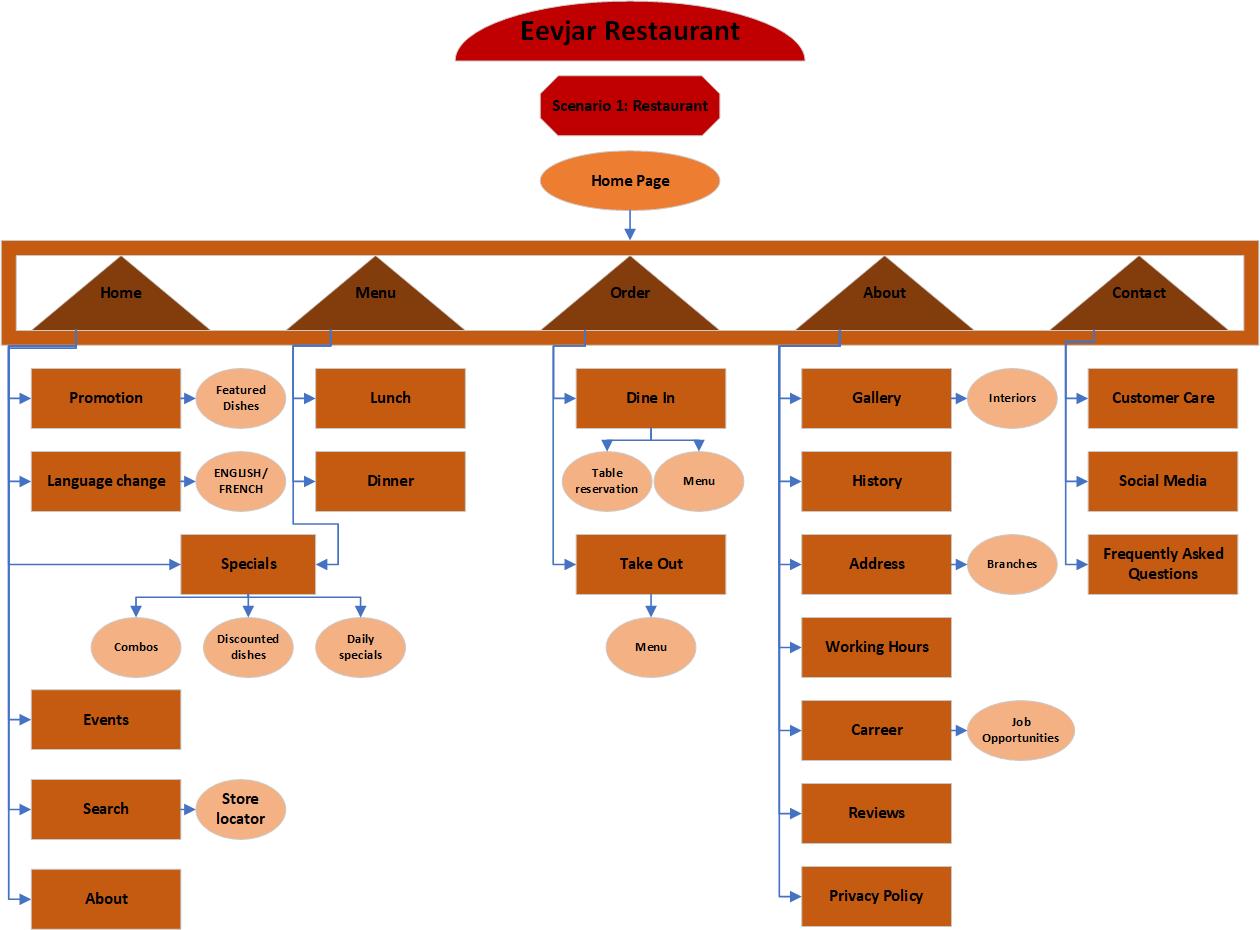 Eevjar Restaurant
Scenario 1: Restaurant
Home Page
Home
Menu
Order
About
Contact
Promotion
Featured
Dishes
Lunch
Dine In
Gallery
Interiors
Customer Care
Language change
ENGLISH/
FRENCH
Dinner
Table
reservation
Menu
History
Social Media
Specials
Take Out
Address
Branches
Frequently Asked
Questions
Combos
Discounted
dishes
Daily
specials
Menu
Working Hours
Events
Carreer
Job
Opportunities
Search
Store
locator
Reviews
About
Privacy Policy